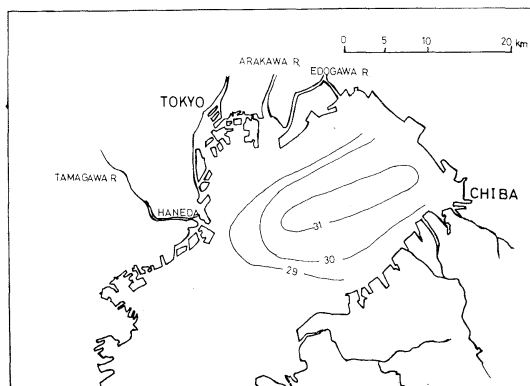 0 5 10 20 km
ARAKAWA R.
EDOGAWA R
TOKYO
TAMAGAWA R
HANEDA
CHIBA
31
30
29